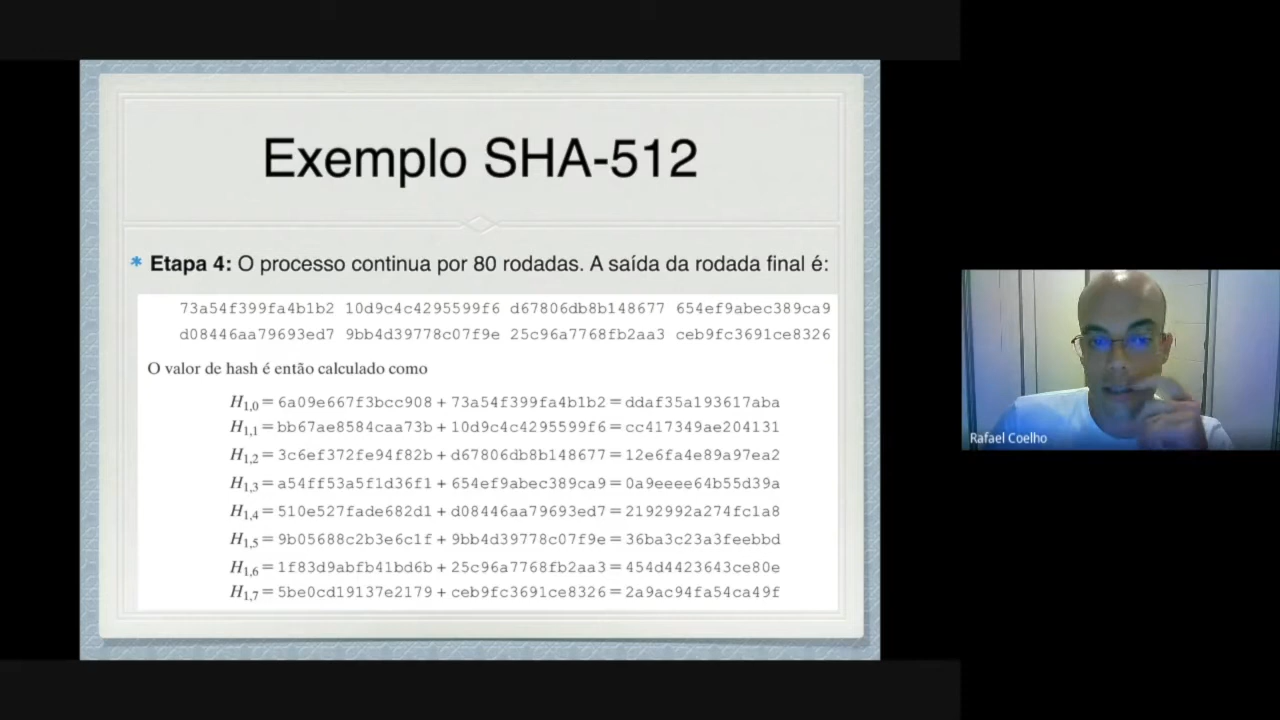 Exemplo SHA-512
* Etapa 4: O processo continua por 80 rodadas. A saída da rodada final é:
73a54f399fa4b1b2 10d9c4c4295599f6 d67806db8b148677 654ef9abec389ca9
d08446aa79693ed7 9bb4d39778c07f9e 25c96a7768fb2aa3 ceb9fc3691ce8326
O valor de hash é então calculado como
H1,0 = 6a09e667f3bcc908 + 73a54f399fa4b1b2 = ddaf35a193617aba
H1,1 = bb67ae8584caa73b + 10d9c4c4295599f6 = cc417349ae204131
H1,2 = 3c6ef372fe94f82b + d67806db8b148677 = 12e6fa4e89a97ea2
H1,3 = a54ff53a5f1d36f1 + 654ef9abec389ca9 = 0a9eeee64b55d39a
H1,4 = 510e527fade682d1 + d08446aa79693ed7 = 2192992a274fc1a8
H1,5 = 9b05688c2b3e6c1f + 9bb4d39778c07f9e = 36ba3c23a3feebbd
H1,6 = 1f83d9abfb41bd6b + 25c96a7768fb2aa3 = 454d4423643ce80e
H1,7 = 5be0cd19137e2179 + ceb9fc3691ce8326 = 2a9ac94fa54ca49f
Rafael Coelho